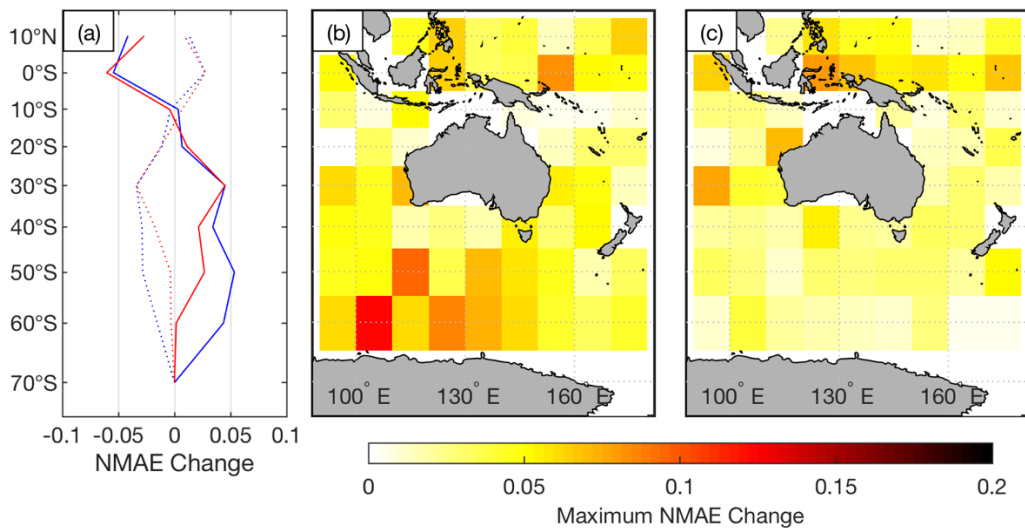 (a)
10°N
0°S
10°S
20°S
30°S
40°S
50°S
60°S
70°S
-0.1 -0.05 0 0.05 0.1
NMAE Change
(b)
100° E 130° E 160° E
(c)
100° E 130° E 160° E
0 0.05 0.1 0.15 0.2
Maximum NMAE Change